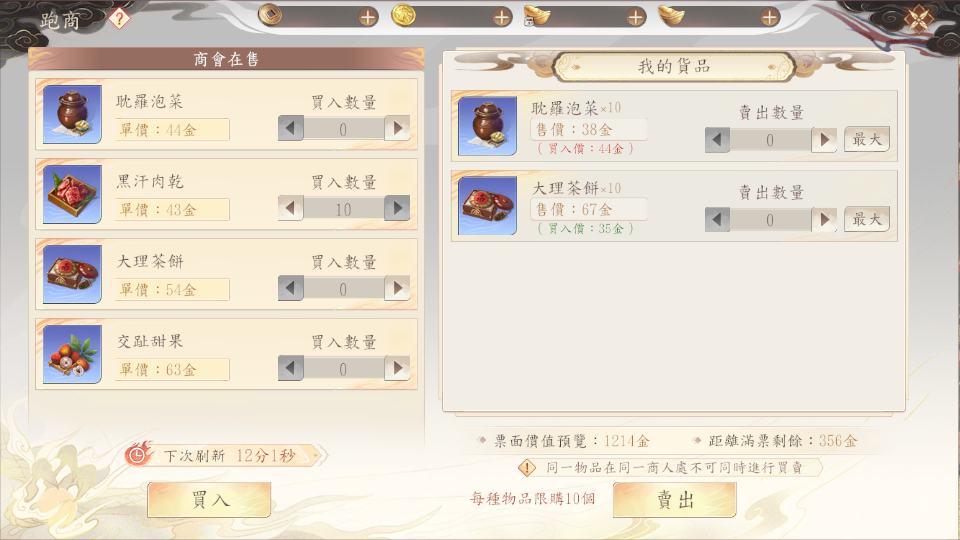 跑商
?
商會在售
耽羅泡菜
單價：44金
買入數量
0
黑汗肉乾
單價：43金
買入數量
10
大理茶餅
單價：54金
買入數量
0
交趾甜果
單價：63金
買入數量
0
下次刷新 12分1秒
買入
我的貨品
耽羅泡菜×10
售價：38金
(買入價：44金)
賣出數量
0
最大
大理茶餅×10
售價：67金
(買入價：35金)
賣出數量
0
最大
票面價值預覽：1214金
距離滿票剩餘：356金
同一物品在同一商人處不可同時進行買賣
每種物品限購10個
賣出